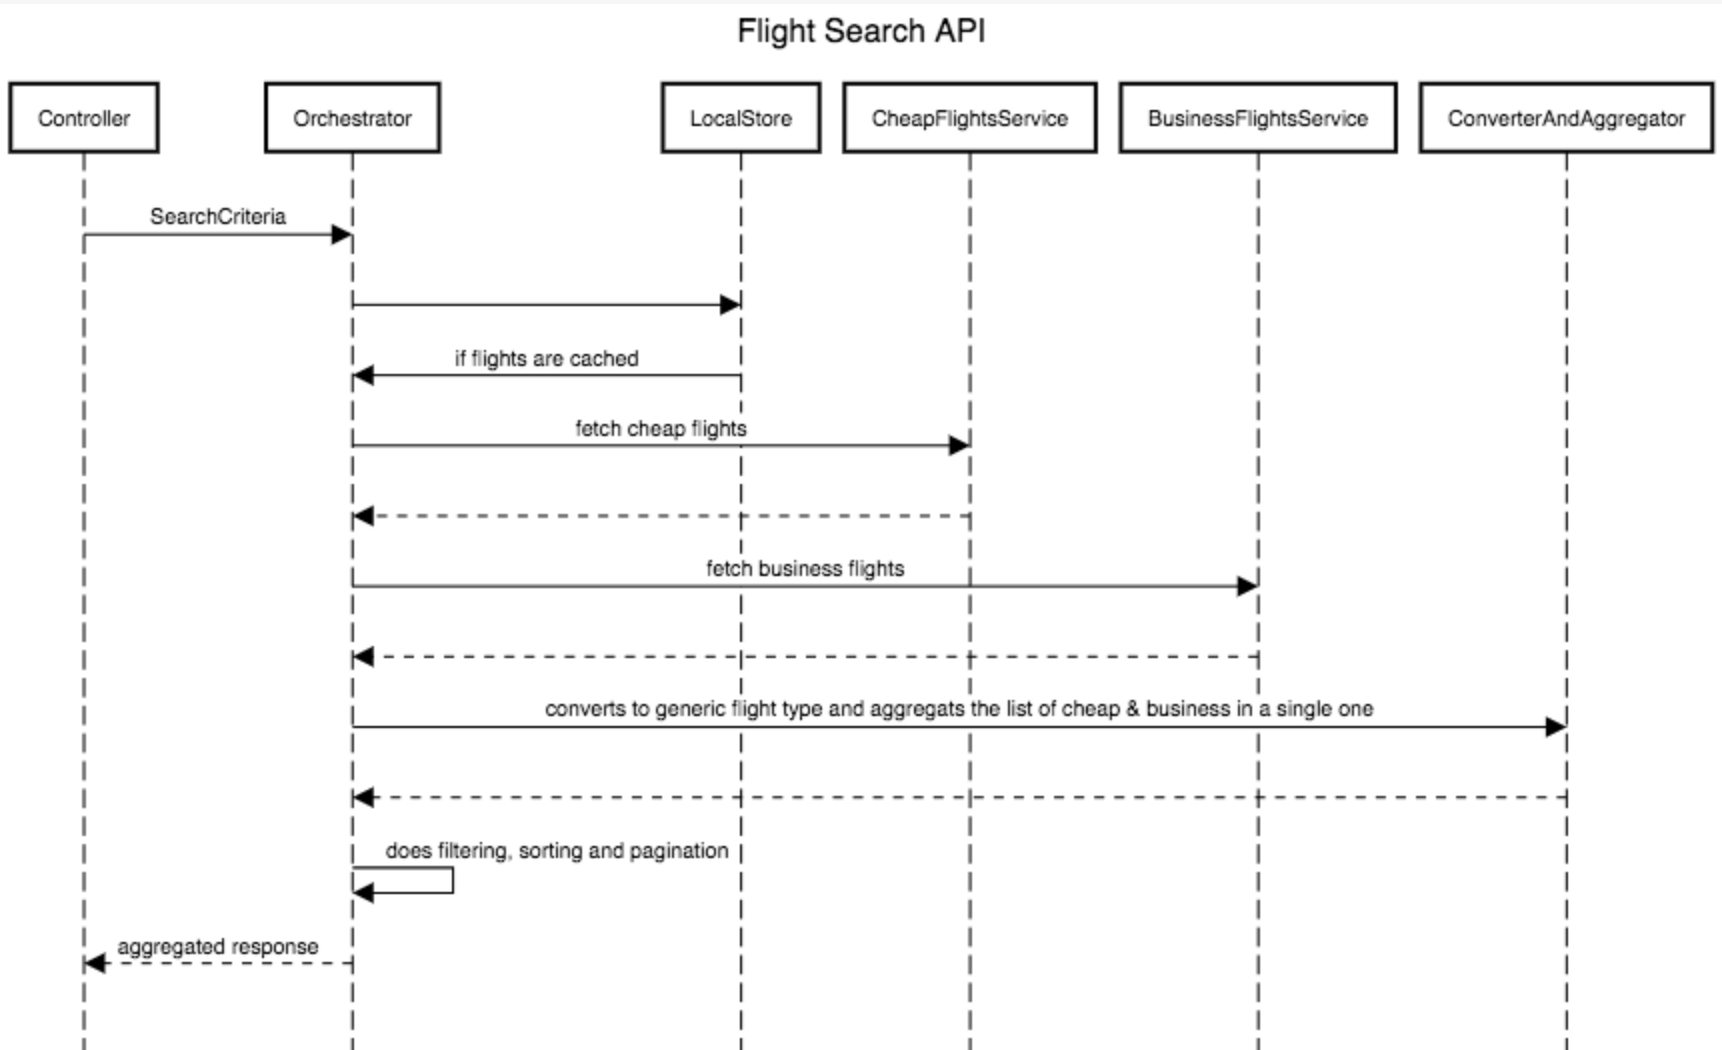 Flight Search API
Controller
Orchestrator
LocalStore
CheapFlightsService
BusinessFlightsService
ConverterAndAggregator
SearchCriteria
if flights are cached
fetch cheap flights
fetch business flights
converts to generic flight type and aggregats the list of cheap & business in a single one
does filtering, sorting and pagination
aggregated response